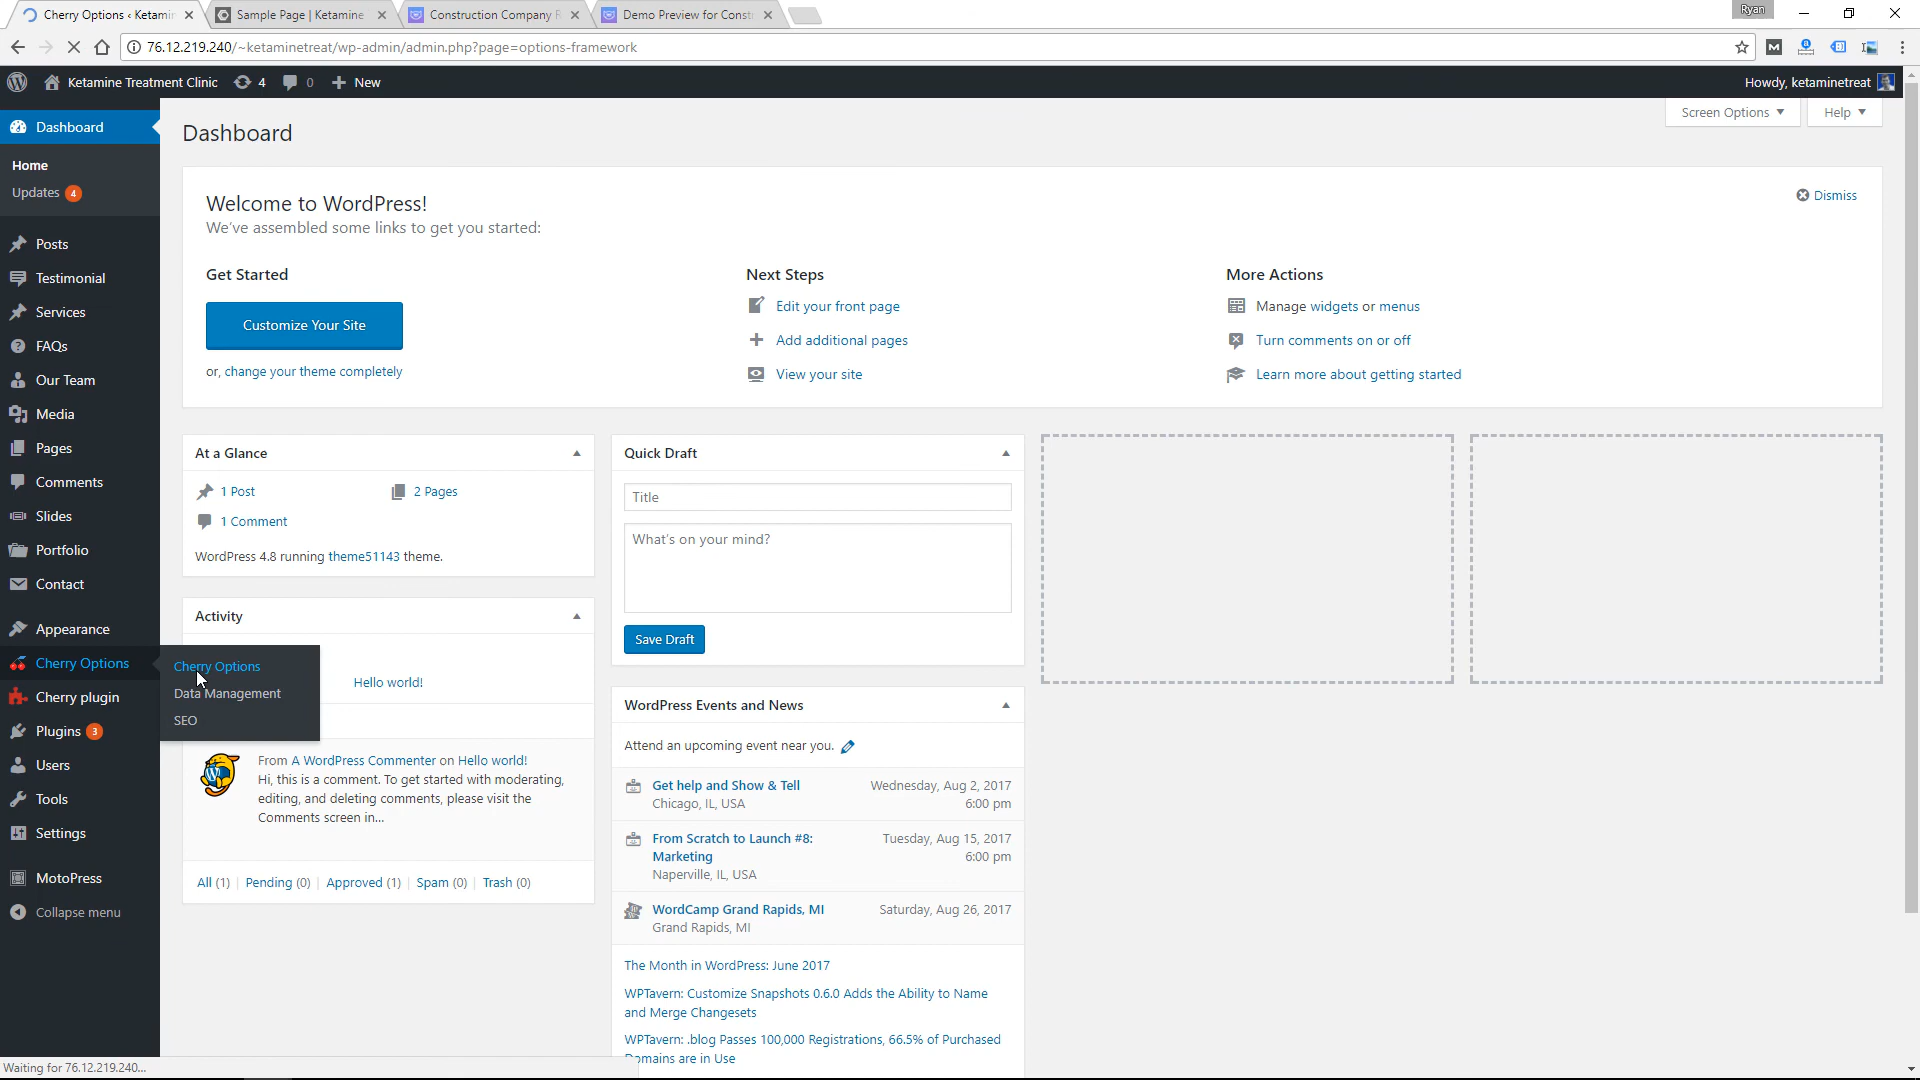 Cherry Options ‹ Ketamin
Sample Page | Ketamine
Construction Company R
Demo Preview for Constr
Ryan
76.12.219.240/~ketaminetreat/wp-admin/admin.php?page=options-framework
Ketamine Treatment Clinic
4
0
New
Howdy, ketaminetreat
Dashboard
Home
Updates 4
Posts
Testimonial
Services
FAQs
Our Team
Media
Pages
Comments
Slides
Portfolio
Contact
Appearance
Cherry Options
Cherry plugin
Plugins 3
Users
Tools
Settings
MotoPress
Collapse menu
Cherry Options
Data Management
SEO
Dashboard
Screen Options
Help
Welcome to WordPress!
We've assembled some links to get you started:
Dismiss
Get Started
Customize Your Site
or, change your theme completely
Next Steps
Edit your front page
Add additional pages
View your site
More Actions
Manage widgets or menus
Turn comments on or off
Learn more about getting started
At a Glance
1 Post
2 Pages
1 Comment
WordPress 4.8 running theme51143 theme.
Activity
Hello world!
From A WordPress Commenter on Hello world!
Hi, this is a comment. To get started with moderating,
editing, and deleting comments, please visit the
Comments screen in...
All (1) | Pending (0) | Approved (1) | Spam (0) | Trash (0)
Quick Draft
Title
What's on your mind?
Save Draft
WordPress Events and News
Attend an upcoming event near you.
Get help and Show & Tell
Chicago, IL, USA
Wednesday, Aug 2, 2017
6:00 pm
From Scratch to Launch #8:
Marketing
Naperville, IL, USA
Tuesday, Aug 15, 2017
6:00 pm
WordCamp Grand Rapids, MI
Grand Rapids, MI
Saturday, Aug 26, 2017
The Month in WordPress: June 2017
WPTavern: Customize Snapshots 0.6.0 Adds the Ability to Name
and Merge Changesets
WPTavern: .blog Passes 100,000 Registrations, 66.5% of Purchased
Domains are in Use
Waiting for 76.12.219.240...